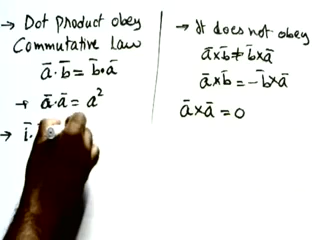 → Dot product obey
Commutative law
a̅·b̅ = b̅·a̅
→ a̅·a̅ = a²
→ i̅·
→ It does not obey
a̅×b̅ ≠ b̅×a̅
a̅×b̅ = -b̅×a̅
a̅×a̅ = 0